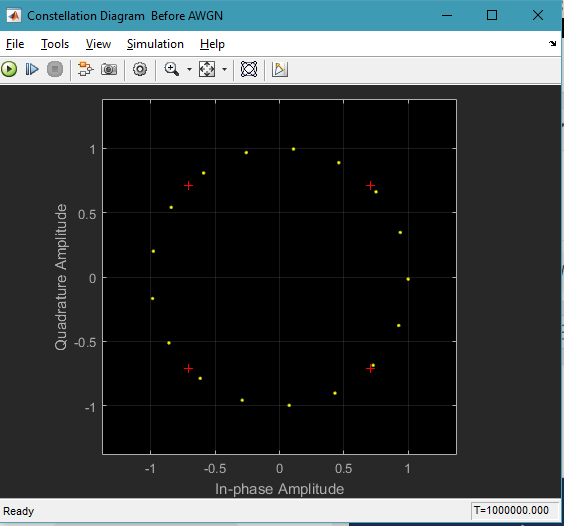 Constellation Diagram  Before AWGN
File Tools View Simulation Help
1
0.5
0
-0.5
-1
Quadrature Amplitude
-1 -0.5 0 0.5 1
In-phase Amplitude
Ready T=1000000.000